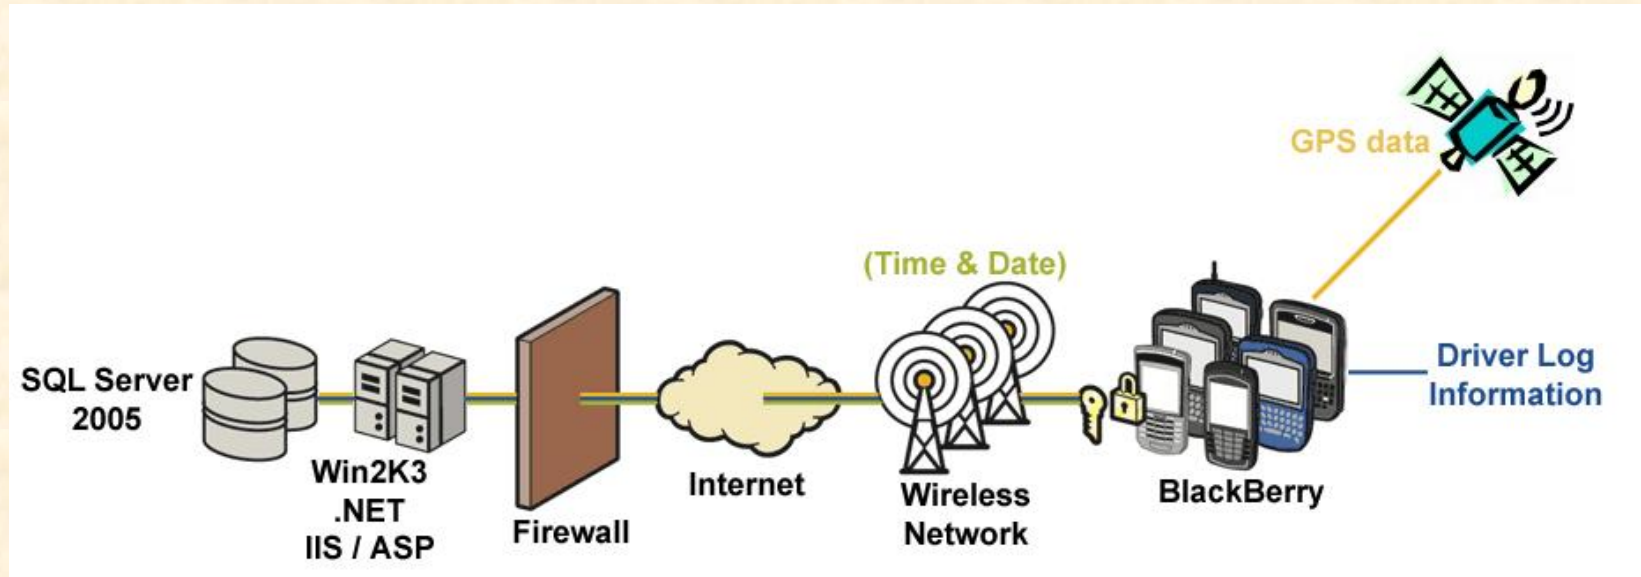 SQL Server
2005
Win2K3
.NET
IIS / ASP
Firewall
Internet
(Time & Date)
Wireless
Network
BlackBerry
GPS data
Driver Log
Information